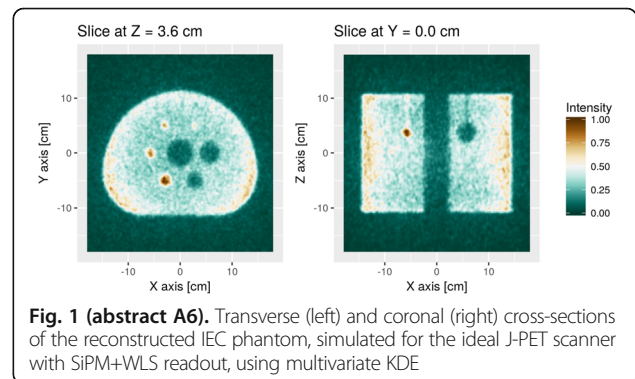 Slice at Z = 3.6 cm
Slice at Y = 0.0 cm
Y axis [cm]
10
0
-10
-10
0
10
X axis [cm]
Z axis [cm]
10
0
-10
-10
0
10
X axis [cm]
Intensity
1.00
0.75
0.50
0.25
0.00
Fig. 1 (abstract A6). Transverse (left) and coronal (right) cross-sections
of the reconstructed IEC phantom, simulated for the ideal J-PET scanner
with SiPM+WLS readout, using multivariate KDE